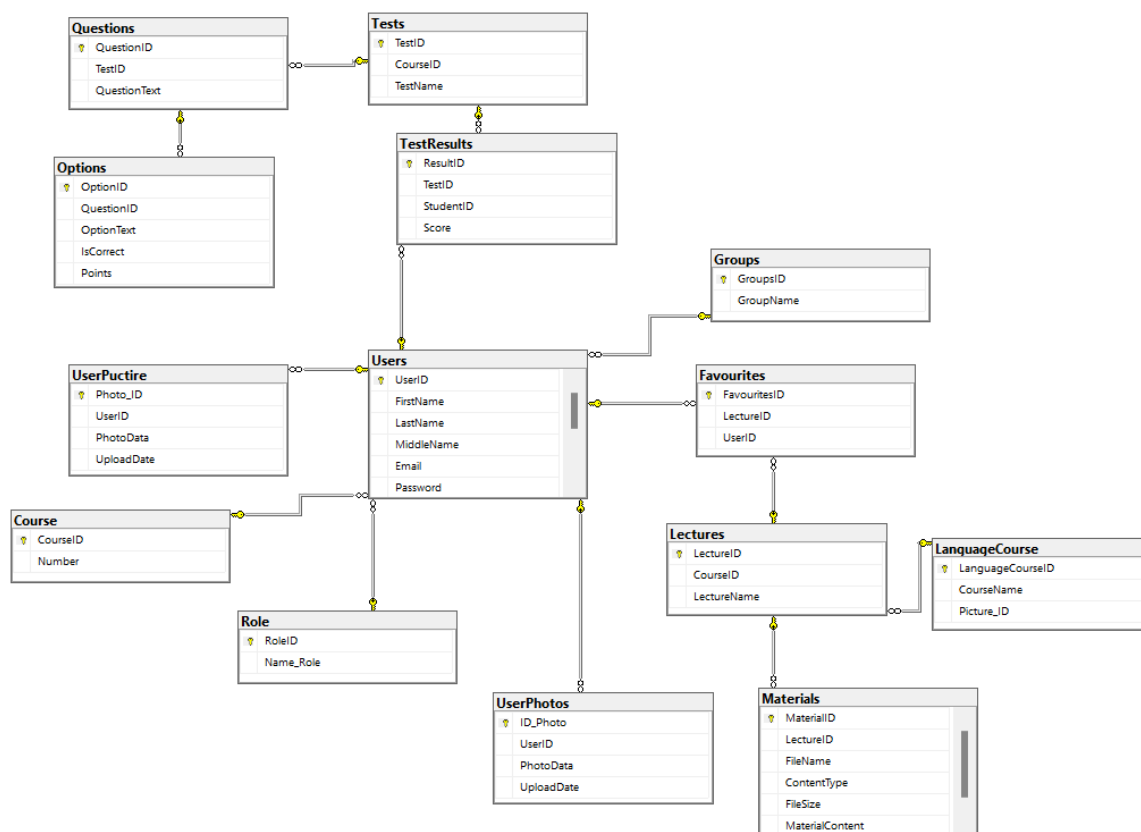 Questions
QuestionID
TestID
QuestionText
Tests
TestID
CourseID
TestName
Options
OptionID
QuestionID
OptionText
IsCorrect
Points
TestResults
ResultID
TestID
StudentID
Score
Groups
GroupsID
GroupName
Users
UserID
FirstName
LastName
MiddleName
Email
Password
UserPuctire
Photo_ID
UserID
PhotoData
UploadDate
Favourites
FavouritesID
LectureID
UserID
Course
CourseID
Number
Lectures
LectureID
CourseID
LectureName
LanquageCourse
LanguageCourseID
CourseName
Picture_ID
Role
RoleID
Name_Role
UserPhotos
ID_Photo
UserID
PhotoData
UploadDate
Materials
MaterialID
LectureID
FileName
ContentType
FileSize
MaterialContent